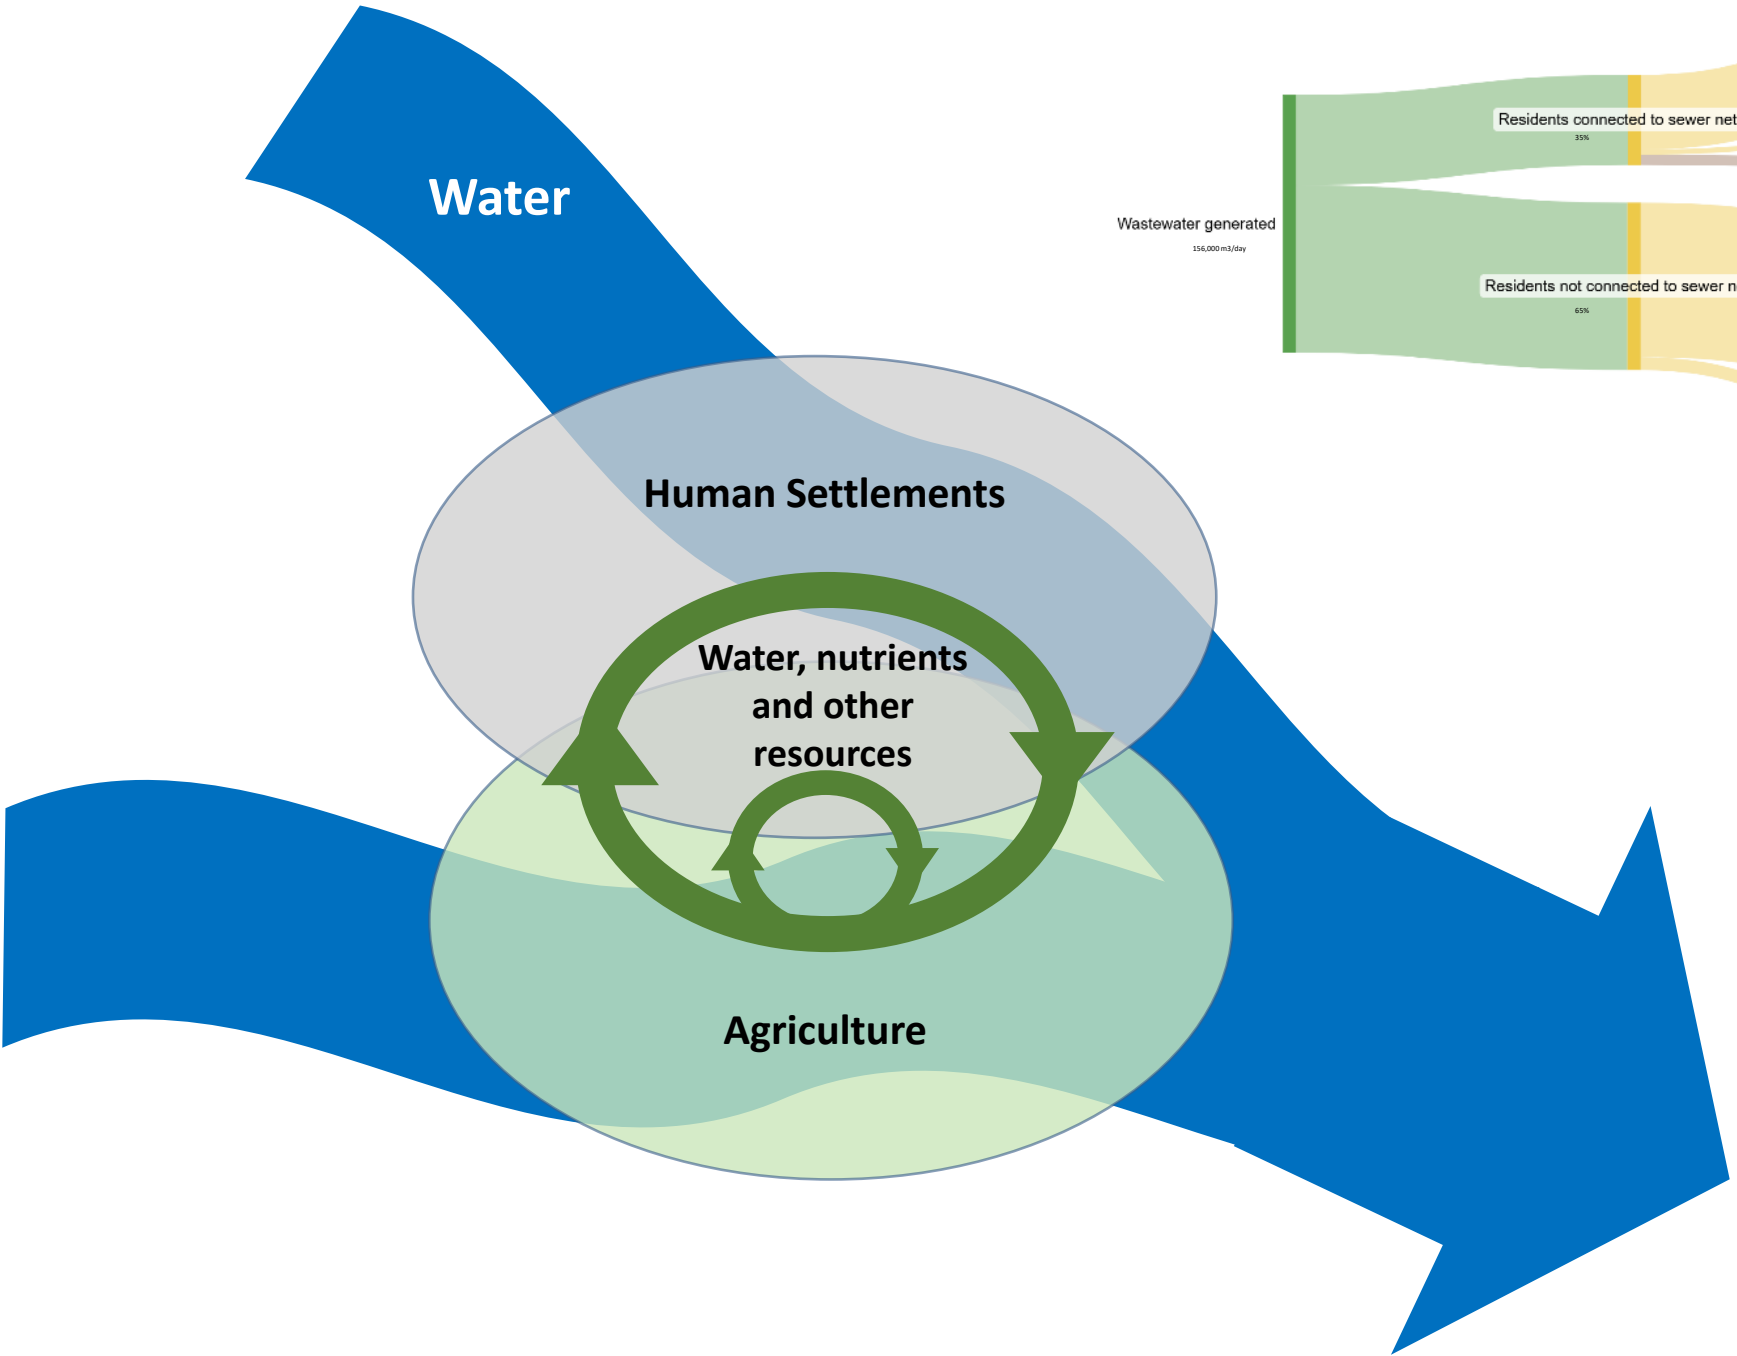 Water
Residents connected to sewer net
35%
Wastewater generated
156,000 m3/day
Residents not connected to sewer n
65%
Human Settlements
Water, nutrients
and other
resources
Agriculture